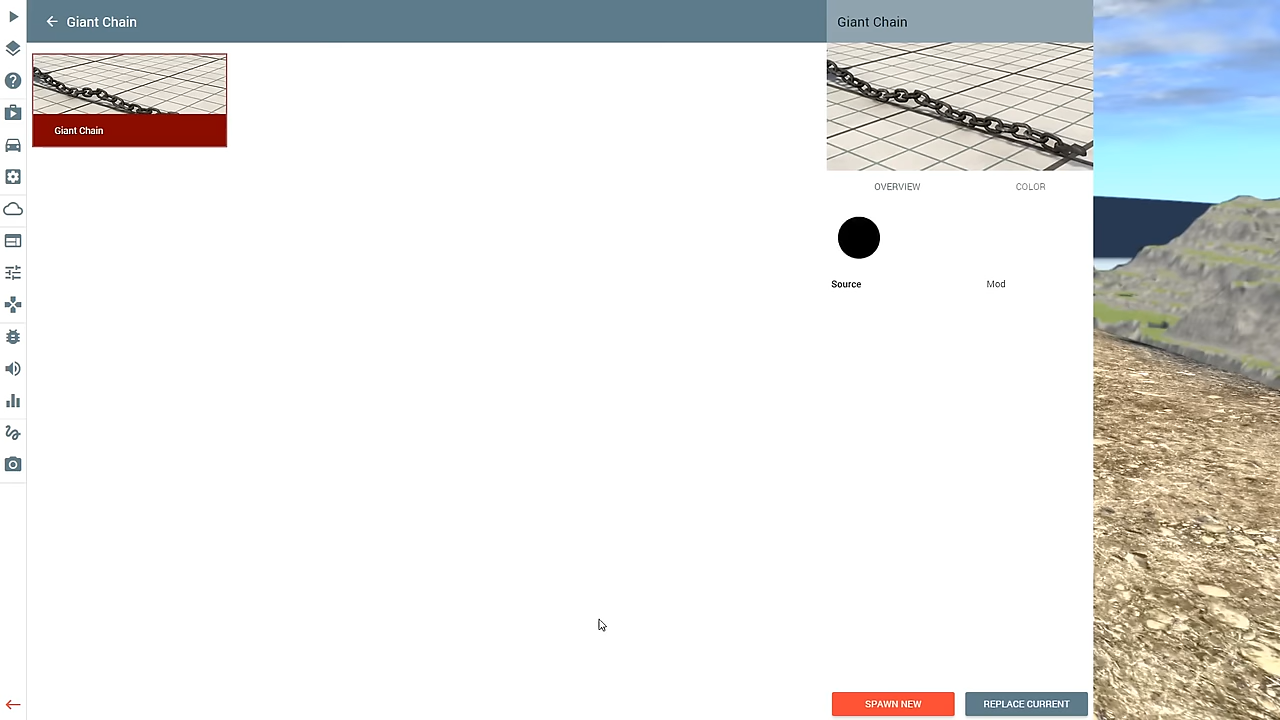 Giant Chain
Giant Chain
Giant Chain
OVERVIEW
COLOR
Source
Mod
SPAWN NEW
REPLACE CURRENT